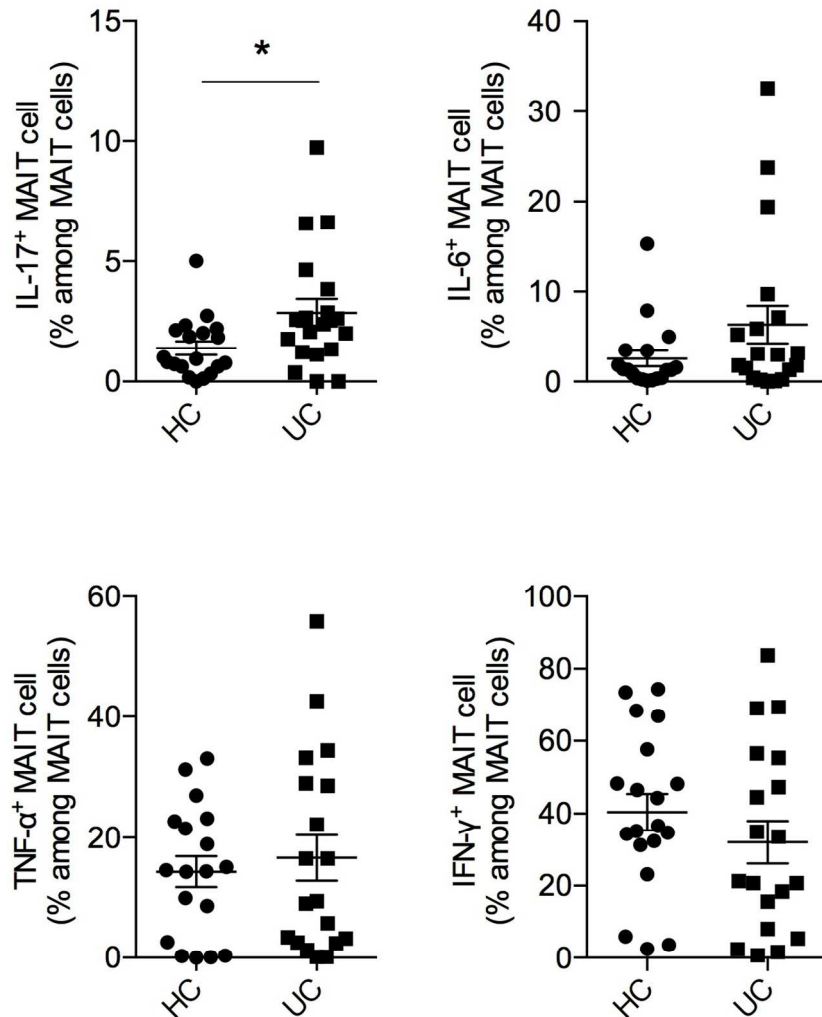 IL-17⁺ MAIT cell
(% among MAIT cells)
15
10
5
0
*
HC
UC
IL-6⁺ MAIT cell
(% among MAIT cells)
40
30
20
10
0
HC
UC
TNF-α⁺ MAIT cell
(% among MAIT cells)
60
40
20
0
HC
UC
IFN-γ⁺ MAIT cell
(% among MAIT cells)
100
80
60
40
20
0
HC
UC